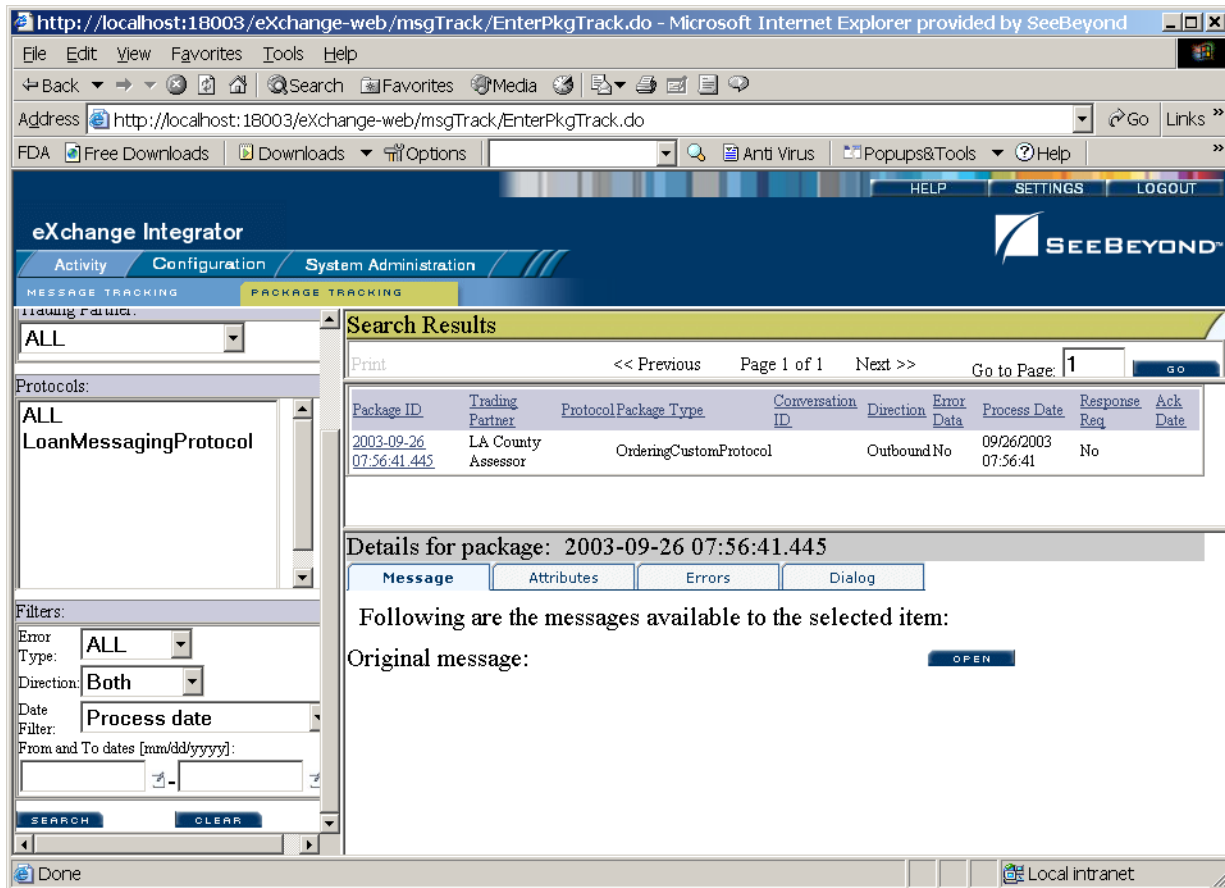 http://localhost:18003/eXchange-web/msgTrack/EnterPkgTrack.do - Microsoft Internet Explorer provided by SeeBeyond
File Edit View Favorites Tools Help
Back Search Favorites Media
Address http://localhost:18003/eXchange-web/msgTrack/EnterPkgTrack.do Go Links »
FDA Free Downloads Downloads Options Anti Virus Popups&Tools Help »
HELP SETTINGS LOGOUT
eXchange Integrator
SEEBEYOND™
Activity Configuration System Administration
MESSAGE TRACKING PACKAGE TRACKING
Trading Partner:
ALL
Protocols:
ALL
LoanMessagingProtocol
Filters:
Error Type: ALL
Direction: Both
Date Filter: Process date
From and To dates [mm/dd/yyyy]:
-
SEARCH CLEAR
Search Results
Print << Previous Page 1 of 1 Next >> Go to Page: 1 GO
Package ID Trading Partner Protocol Package Type Conversation ID Direction Error Data Process Date Response Req Ack Date
2003-09-26 07:56:41.445 LA County Assessor OrderingCustomProtocol Outbound No 09/26/2003 07:56:41 No
Details for package: 2003-09-26 07:56:41.445
Message Attributes Errors Dialog
Following are the messages available to the selected item:
Original message: OPEN
Done Local intranet